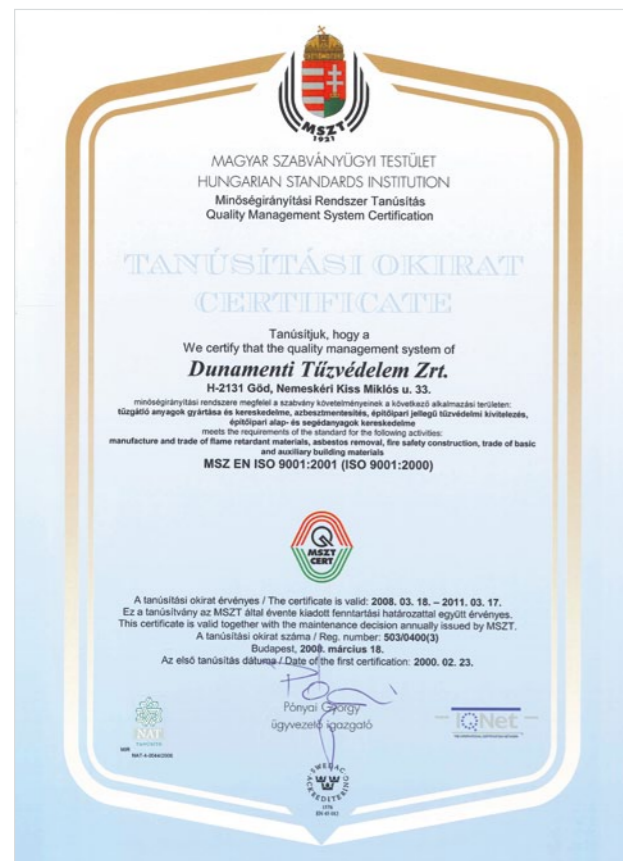 MSZT
1921
MAGYAR SZABVÁNYÜGYI TESTÜLET
HUNGARIAN STANDARDS INSTITUTION
Minőségirányítási Rendszer Tanúsítás
Quality Management System Certification
TANÚSÍTÁSI OKIRAT
CERTIFICATE
Tanúsítjuk, hogy a
We certify that the quality management system of
Dunamenti Tűzvédelem Zrt.
H-2131 Göd, Nemeskéri Kiss Miklós u. 33.
minőségirányítási rendszere megfelel a szabvány követelményeinek a következő alkalmazási területen:
tűzgátló anyagok gyártása és kereskedelme, azbesztmentesítés, építőipari jellegű tűzvédelmi kivitelezés,
építőipari alap- és segédanyagok kereskedelme
meets the requirements of the standard for the following activities:
manufacture and trade of flame retardant materials, asbestos removal, fire safety construction, trade of basic
and auxiliary building materials
MSZ EN ISO 9001:2001 (ISO 9001:2000)
Q
MSZT
CERT
A tanúsítási okirat érvényes / The certificate is valid: 2008. 03. 18. – 2011. 03. 17.
Ez a tanúsítvány az MSZT által évente kiadott fenntartási határozattal együtt érvényes.
This certificate is valid together with the maintenance decision annually issued by MSZT.
A tanúsítási okirat száma / Reg. number: 503/0400(3)
Budapest, 2008. március 18.
Az első tanúsítás dátuma / Date of the first certification: 2000. 02. 23.
Pónyai György
ügyvezető igazgató
NAT
IQNet
SWEDAC
ACKREDITERING